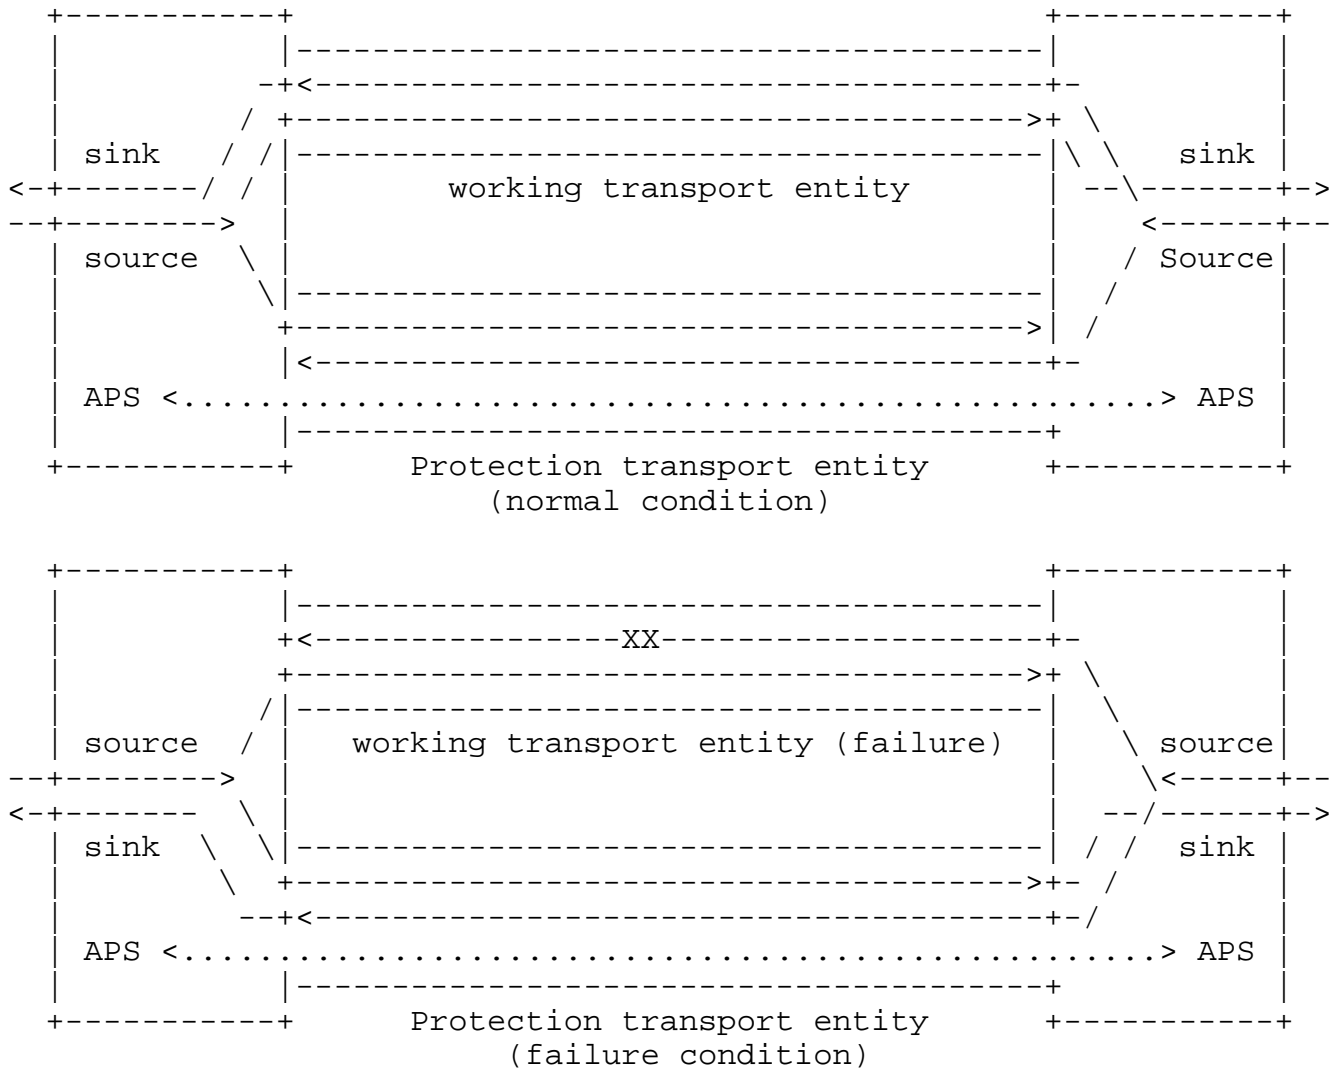 sink sink
working transport entity
source Source
APS APS
Protection transport entity
(normal condition)
XX
source working transport entity (failure) source
sink sink
APS APS
Protection transport entity
(failure condition)